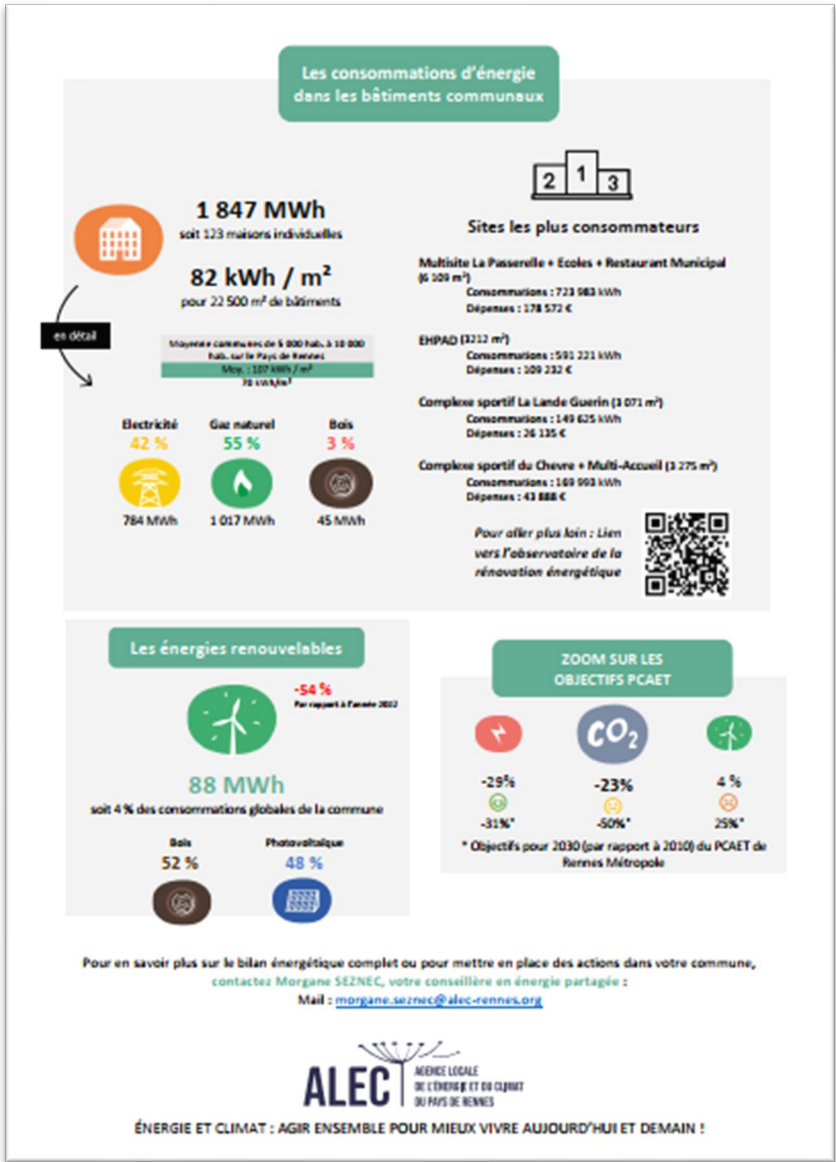 Les consommations d'énergie
dans les bâtiments communaux
1 847 MWh
soit 123 maisons individuelles
82 kWh / m²
pour 22 500 m² de bâtiments
en détail
Moyenne communes de 5 000 hab. à 10 000
hab. sur le Pays de Rennes
Moy. : 107 kWh / m²
70 kWh/m²
Electricité
42 %
784 MWh
Gaz naturel
55 %
1 017 MWh
Bois
3 %
45 MWh
2 1 3
Sites les plus consommateurs
Multisite La Passerelle + Ecoles + Restaurant Municipal
(6 109 m²)
Consommations : 723 983 kWh
Dépenses : 178 572 €
EHPAD (3212 m²)
Consommations : 591 221 kWh
Dépenses : 109 232 €
Complexe sportif La Lande Guerin (3 071 m²)
Consommations : 149 625 kWh
Dépenses : 26 135 €
Complexe sportif du Chevre + Multi-Accueil (3 275 m²)
Consommations : 169 993 kWh
Dépenses : 43 888 €
Pour aller plus loin : Lien
vers l'observatoire de la
rénovation énergétique
Les énergies renouvelables
-54 %
Par rapport à l'année 2022
88 MWh
soit 4 % des consommations globales de la commune
Bois
52 %
Photovoltaïque
48 %
ZOOM SUR LES
OBJECTIFS PCAET
CO2
-29%
-31%*
-23%
-50%*
4 %
25%*
* Objectifs pour 2030 (par rapport à 2010) du PCAET de
Rennes Métropole
Pour en savoir plus sur le bilan énergétique complet ou pour mettre en place des actions dans votre commune,
contactez Morgane SEZNEC, votre conseillère en énergie partagée :
Mail : morgane.seznec@alec-rennes.org
ALEC
AGENCE LOCALE
DE L'ÉNERGIE ET DU CLIMAT
DU PAYS DE RENNES
ÉNERGIE ET CLIMAT : AGIR ENSEMBLE POUR MIEUX VIVRE AUJOURD'HUI ET DEMAIN !